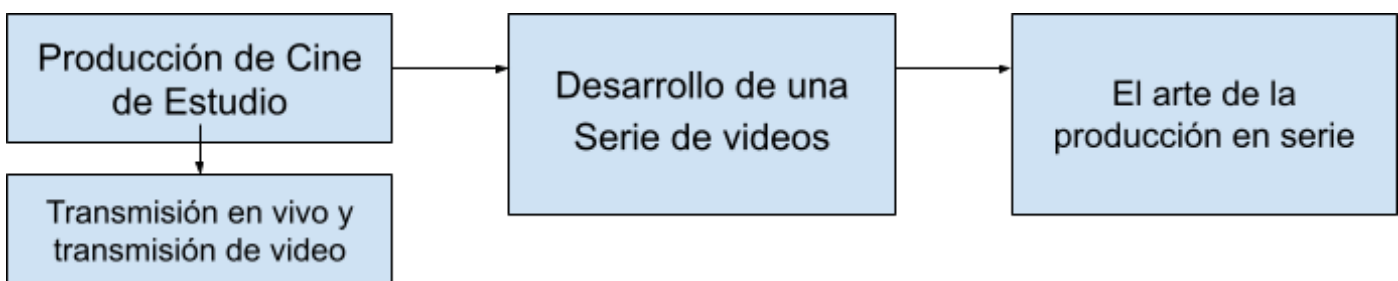 Producción de Cine
de Estudio
Transmisión en vivo y
transmisión de video
Desarrollo de una
Serie de videos
El arte de la
producción en serie